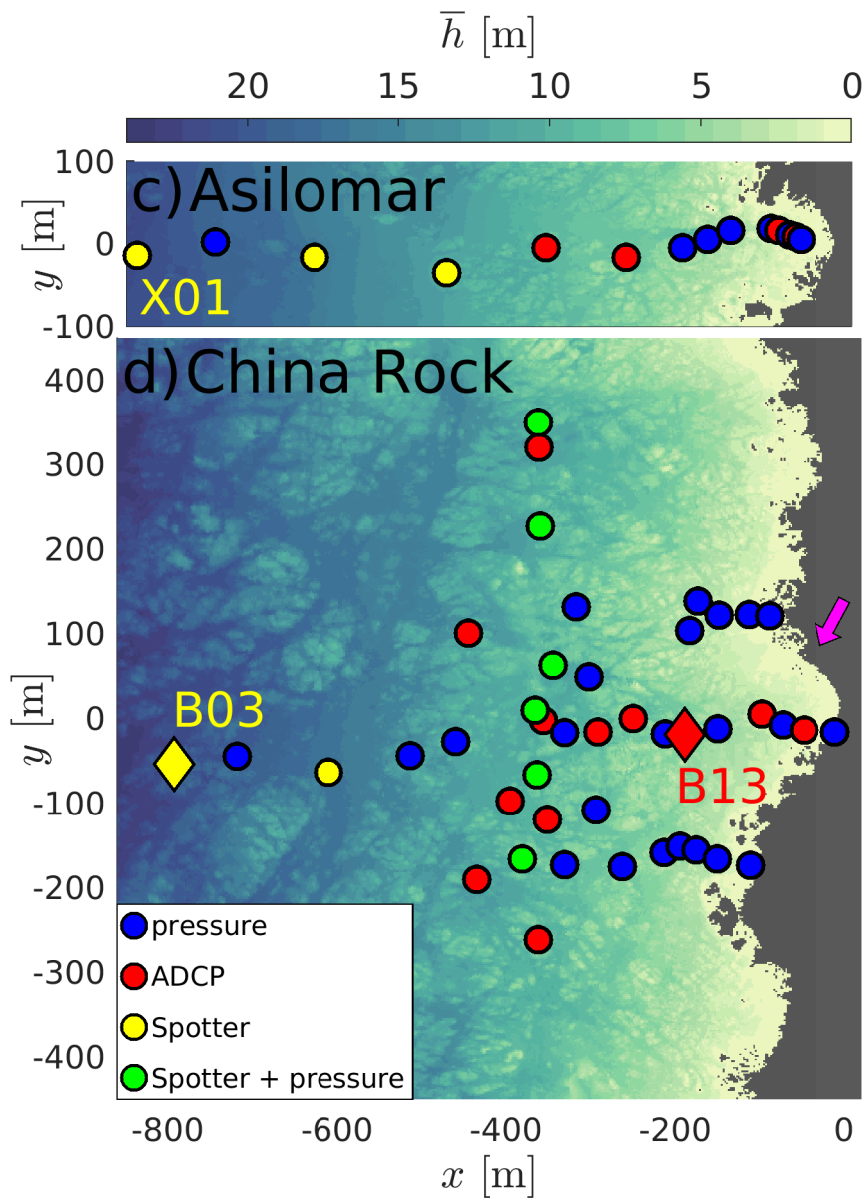 h̅ [m]
20 15 10 5 0
100
0
-100
y [m]
c) Asilomar
X01
d) China Rock
400
300
200
100
0
-100
-200
-300
-400
y [m]
B03
B13
pressure
ADCP
Spotter
Spotter + pressure
-800 -600 -400 -200 0
x [m]